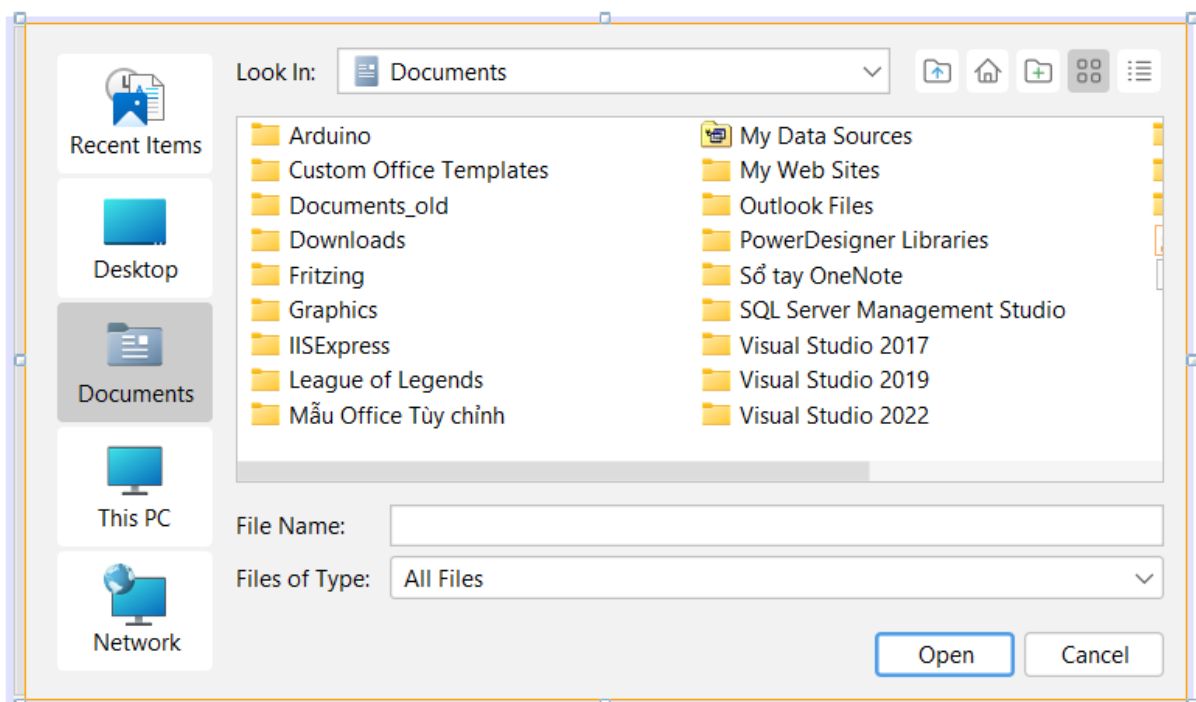 Look In:
Documents
Recent Items
Desktop
Documents
This PC
Network
Arduino
Custom Office Templates
Documents_old
Downloads
Fritzing
Graphics
IISExpress
League of Legends
Mẫu Office Tùy chỉnh
My Data Sources
My Web Sites
Outlook Files
PowerDesigner Libraries
Sổ tay OneNote
SQL Server Management Studio
Visual Studio 2017
Visual Studio 2019
Visual Studio 2022
File Name:
Files of Type:
All Files
Open
Cancel